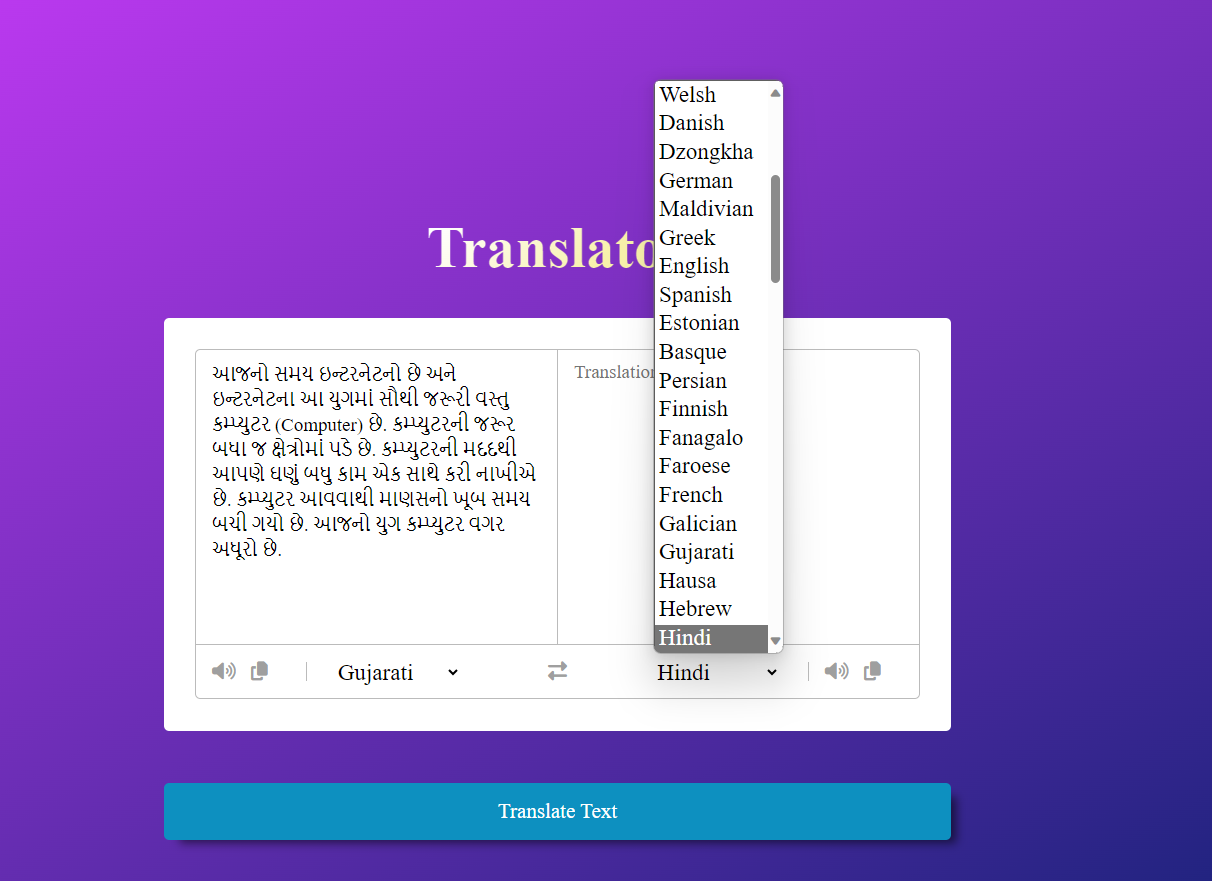 Welsh
Danish
Dzongkha
German
Maldivian
Greek
English
Spanish
Estonian
Basque
Persian
Finnish
Fanagalo
Faroese
French
Galician
Gujarati
Hausa
Hebrew
Hindi
Translato
આજનો સમય ઇન્ટરનેટનો છે અને
ઇન્ટરનેટના આ યુગમાં સૌથી જરૂરી વસ્તુ
કમ્પ્યુટર (Computer) છે. કમ્પ્યુટરની જરૂર
બધા જ ક્ષેત્રોમાં પડે છે. કમ્પ્યુટરની મદદથી
આપણે ઘણું બધુ કામ એક સાથે કરી નાખીએ
છે. કમ્પ્યુટર આવવાથી માણસનો ખૂબ સમય
બચી ગયો છે. આજનો યુગ કમ્પ્યુટર વગર
અધૂરો છે.
Translation
Gujarati
Hindi
Translate Text